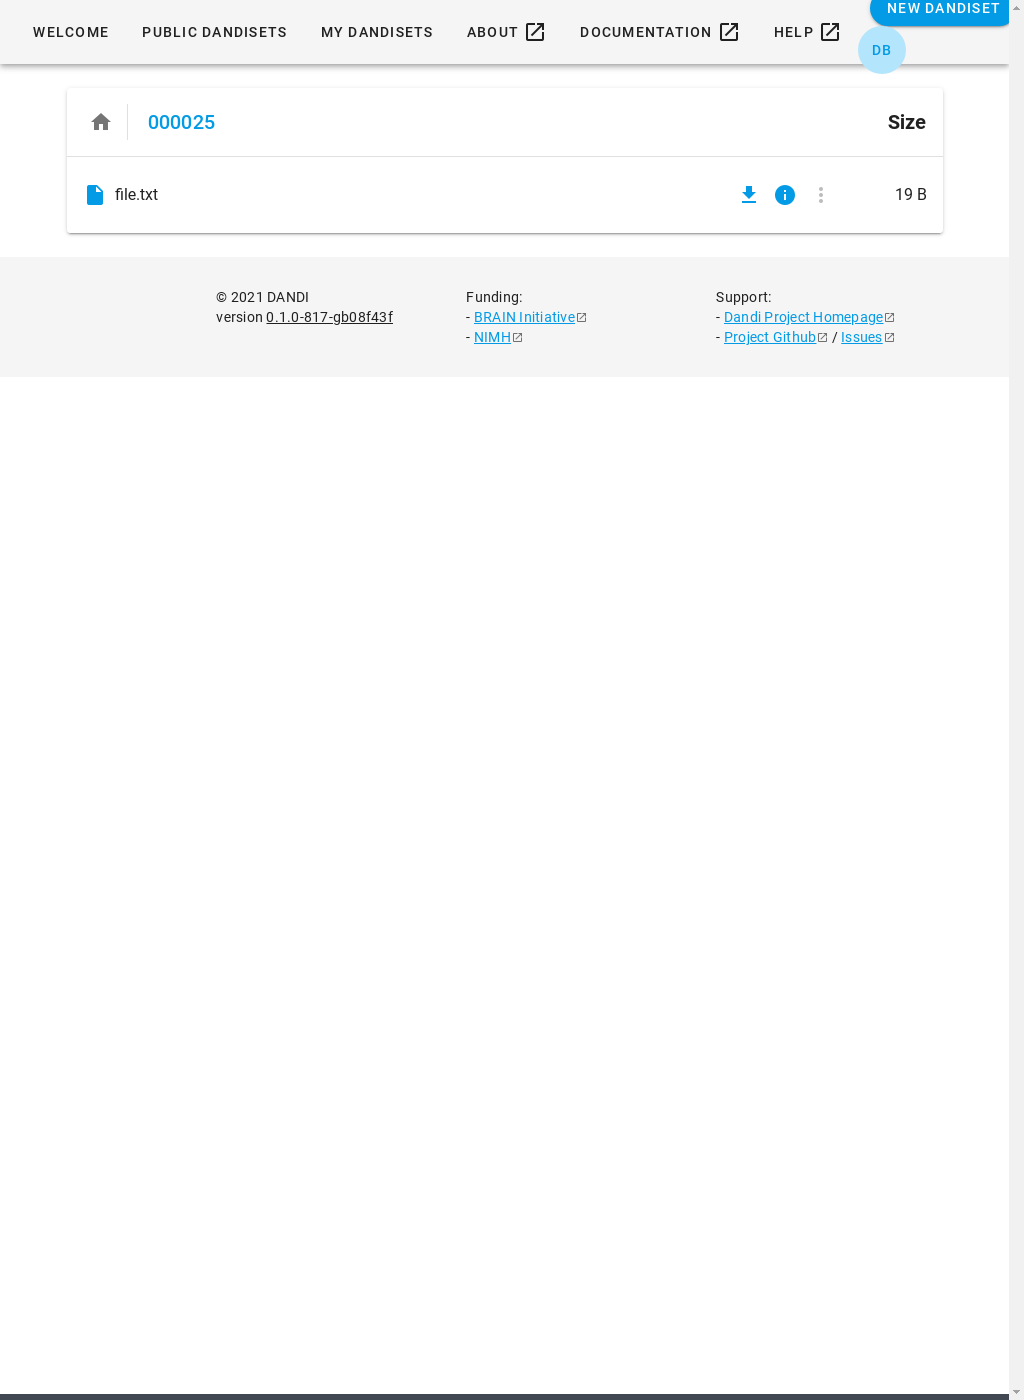 NEW DANDISET
WELCOME PUBLIC DANDISETS MY DANDISETS ABOUT DOCUMENTATION HELP
DB
000025 Size
file.txt 19 B
© 2021 DANDI
version 0.1.0-817-gb08f43f
Funding:
- BRAIN Initiative
- NIMH
Support:
- Dandi Project Homepage
- Project Github / Issues